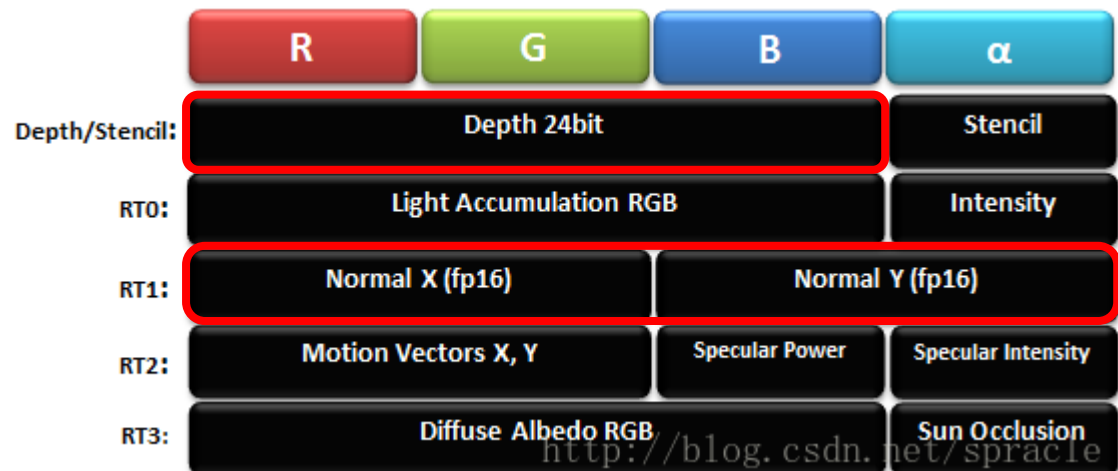 R G B α
Depth/Stencil: Depth 24bit Stencil
RT0: Light Accumulation RGB Intensity
RT1: Normal X (fp16) Normal Y (fp16)
RT2: Motion Vectors X, Y Specular Power Specular Intensity
RT3: Diffuse Albedo RGB Sun Occlusion
http://blog.csdn.net/spracle